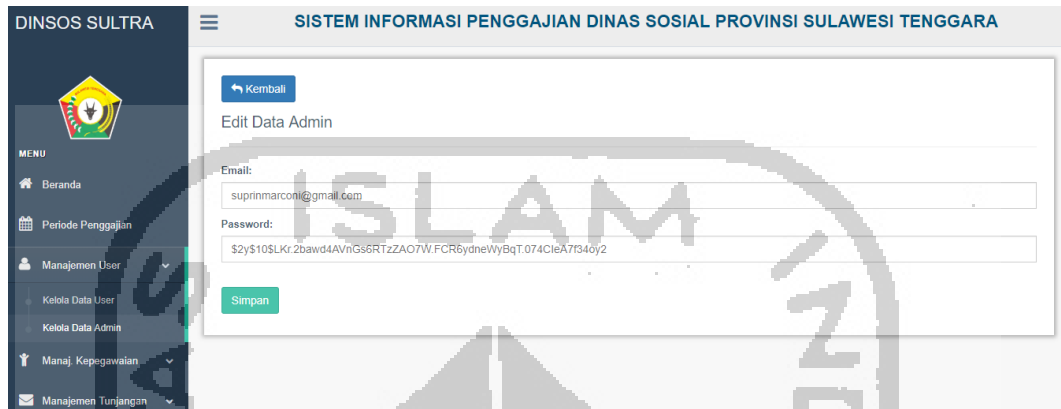 DINSOS SULTRA
SISTEM INFORMASI PENGGAJIAN DINAS SOSIAL PROVINSI SULAWESI TENGGARA
Kembali
Edit Data Admin
MENU
Beranda
Periode Penggajian
Manajemen User
Kelola Data User
Kelola Data Admin
Manaj. Kepegawaian
Manajemen Tunjangan
Email:
suprinmarconi@gmail.com
Password:
$2y$10$LKr.2bawd4AVnGs6RTzZAO7W.FCR6ydneWyBqT.074CIeA7f34oy2
Simpan
ISLAM